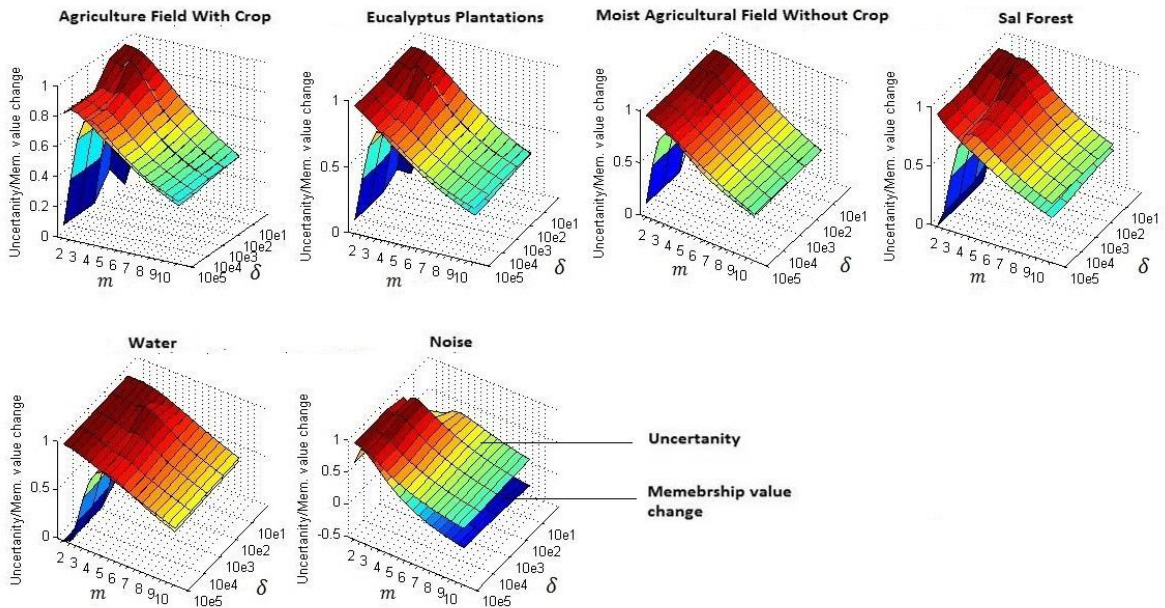 Agriculture Field With Crop
Eucalyptus Plantations
Moist Agricultural Field Without Crop
Sal Forest
Uncertanity/Mem. value change
1
0.8
0.6
0.4
0.2
0
2 3 4 5 6 7 8 9 10
m
10e5 10e4 10e3 10e2 10e1
δ
Uncertanity/Mem. value change
1
0.5
0
2 3 4 5 6 7 8 9 10
m
10e5 10e4 10e3 10e2 10e1
δ
Uncertanity/Mem. value change
1
0.5
0
2 3 4 5 6 7 8 9 10
m
10e5 10e4 10e3 10e2 10e1
δ
Uncertanity/Mem. value change
1
0.5
0
2 3 4 5 6 7 8 9 10
m
10e5 10e4 10e3 10e2 10e1
δ
Water
Noise
Uncertanity/Mem. value change
1
0.5
0
2 3 4 5 6 7 8 9 10
m
10e5 10e4 10e3 10e2 10e1
δ
Uncertanity/Mem. value change
1
0.5
0
-0.5
2 3 4 5 6 7 8 9 10
m
10e5 10e4 10e3 10e2 10e1
δ
Uncertanity
Memebrship value
change